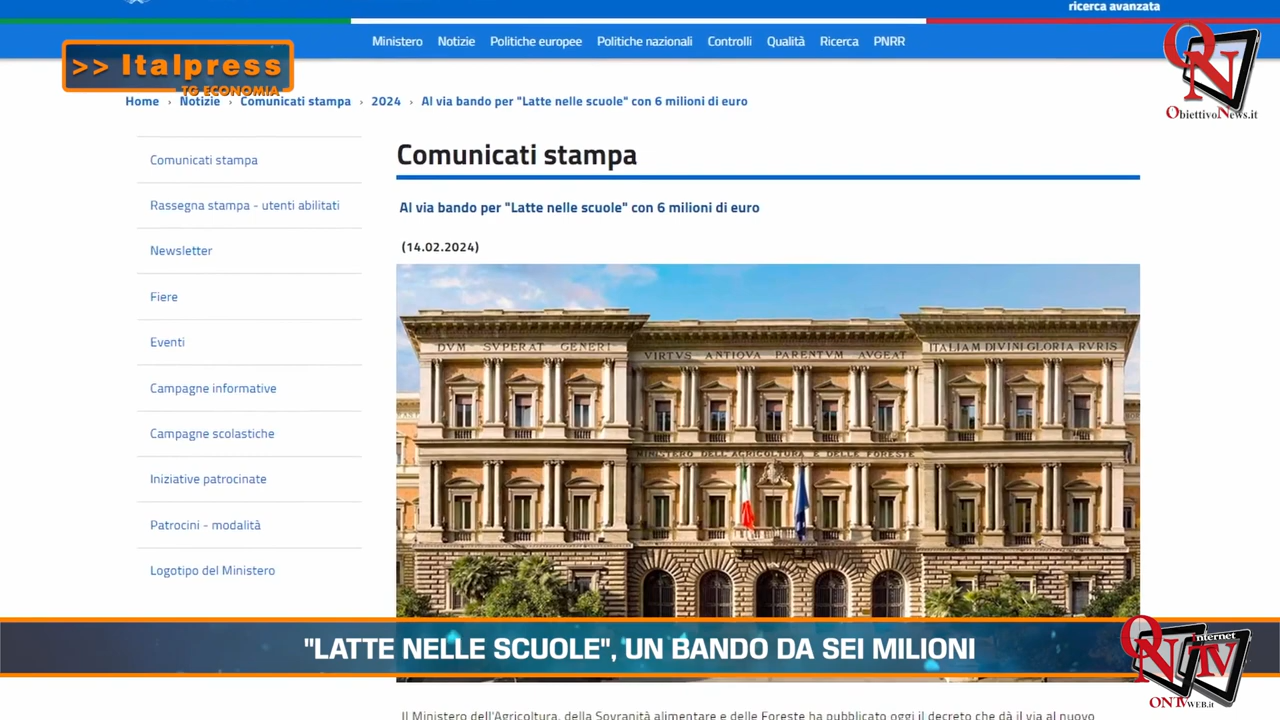 ricerca avanzata
Ministero Notizie Politiche europee Politiche nazionali Controlli Qualità Ricerca PNRR
>> Italpress
TG ECONOMIA
QN
ObiettivoNews.it
Home › Notizie › Comunicati stampa › 2024 › Al via bando per "Latte nelle scuole" con 6 milioni di euro
Comunicati stampa
Rassegna stampa - utenti abilitati
Newsletter
Fiere
Eventi
Campagne informative
Campagne scolastiche
Iniziative patrocinate
Patrocini - modalità
Logotipo del Ministero
Comunicati stampa
Al via bando per "Latte nelle scuole" con 6 milioni di euro
(14.02.2024)
DVM SVPERAT GENERI VIRTVS ANTIQVA PARENTVM AVGEAT ITALIAM DIVINI GLORIA RVRIS
MINISTERO DELL'AGRICOLTURA E DELLE FORESTE
"LATTE NELLE SCUOLE", UN BANDO DA SEI MILIONI
QN internet TV
ONTVWEB.it
Il Ministero dell'Agricoltura, della Sovranità alimentare e delle Foreste ha pubblicato oggi il decreto che dà il via al nuovo